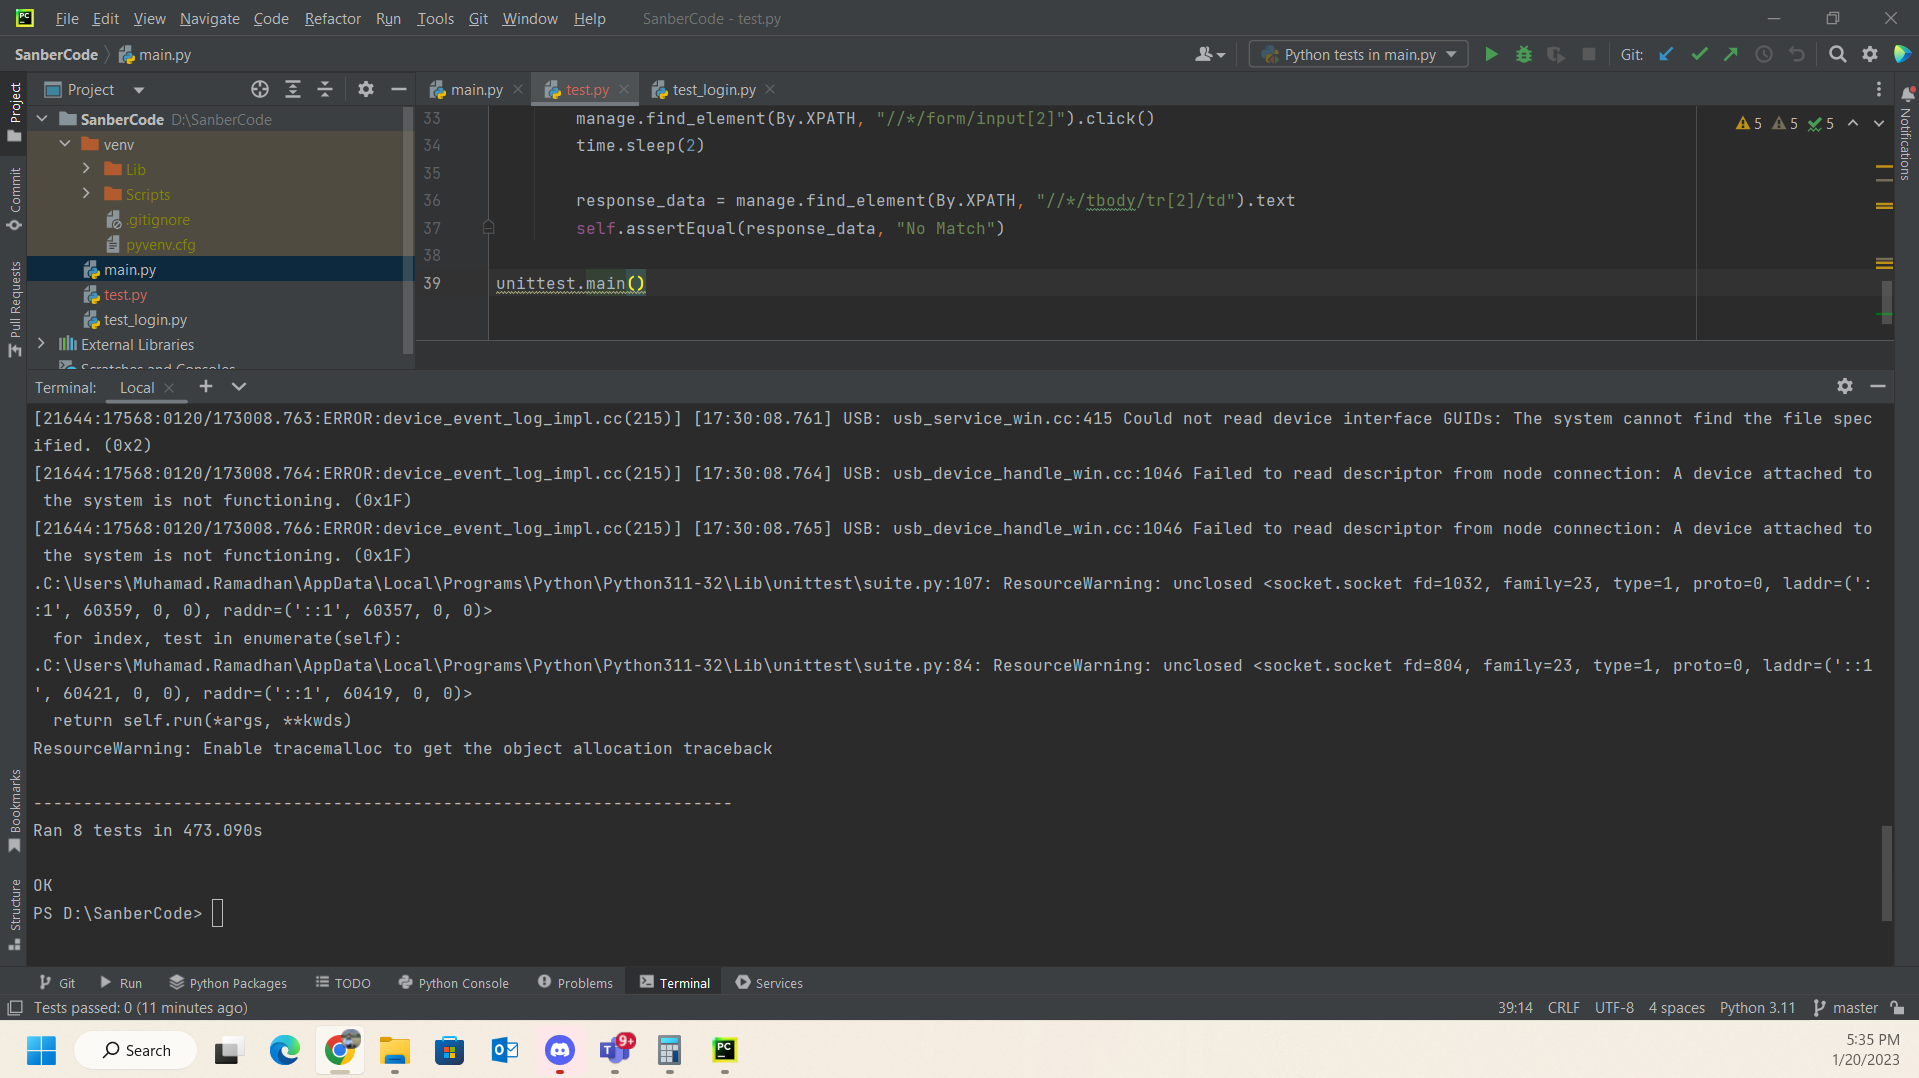 File Edit View Navigate Code Refactor Run Tools Git Window Help SanberCode - test.py
SanberCode main.py Python tests in main.py Git:
Project main.py test.py test_login.py
SanberCode D:\SanberCode
venv
Lib
Scripts
.gitignore
pyvenv.cfg
main.py
test.py
test_login.py
External Libraries
Scratches and Consoles
33 manage.find_element(By.XPATH, "//*/form/input[2]").click()
34 time.sleep(2)
35
36 response_data = manage.find_element(By.XPATH, "//*/tbody/tr[2]/td").text
37 self.assertEqual(response_data, "No Match")
38
39 unittest.main()
5 5 5
Project
Commit
Pull Requests
Bookmarks
Structure
Notifications
Terminal: Local
[21644:17568:0120/173008.763:ERROR:device_event_log_impl.cc(215)] [17:30:08.761] USB: usb_service_win.cc:415 Could not read device interface GUIDs: The system cannot find the file spec
ified. (0x2)
[21644:17568:0120/173008.764:ERROR:device_event_log_impl.cc(215)] [17:30:08.764] USB: usb_device_handle_win.cc:1046 Failed to read descriptor from node connection: A device attached to
the system is not functioning. (0x1F)
[21644:17568:0120/173008.766:ERROR:device_event_log_impl.cc(215)] [17:30:08.765] USB: usb_device_handle_win.cc:1046 Failed to read descriptor from node connection: A device attached to
the system is not functioning. (0x1F)
.C:\Users\Muhamad.Ramadhan\AppData\Local\Programs\Python\Python311-32\Lib\unittest\suite.py:107: ResourceWarning: unclosed <socket.socket fd=1032, family=23, type=1, proto=0, laddr=(':
:1', 60359, 0, 0), raddr=('::1', 60357, 0, 0)>
for index, test in enumerate(self):
.C:\Users\Muhamad.Ramadhan\AppData\Local\Programs\Python\Python311-32\Lib\unittest\suite.py:84: ResourceWarning: unclosed <socket.socket fd=804, family=23, type=1, proto=0, laddr=('::1
', 60421, 0, 0), raddr=('::1', 60419, 0, 0)>
return self.run(*args, **kwds)
ResourceWarning: Enable tracemalloc to get the object allocation traceback
----------------------------------------------------------------------
Ran 8 tests in 473.090s
OK
PS D:\SanberCode>
Git Run Python Packages TODO Python Console Problems Terminal Services
Tests passed: 0 (11 minutes ago) 39:14 CRLF UTF-8 4 spaces Python 3.11 master
Search 9+ PC
5:35 PM
1/20/2023